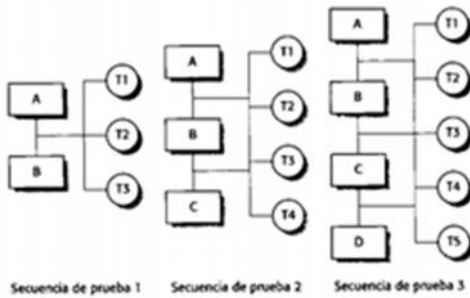 A
B
T1
T2
T3
Secuencia de prueba 1
A
B
C
T1
T2
T3
T4
Secuencia de prueba 2
A
B
C
D
T1
T2
T3
T4
T5
Secuencia de prueba 3